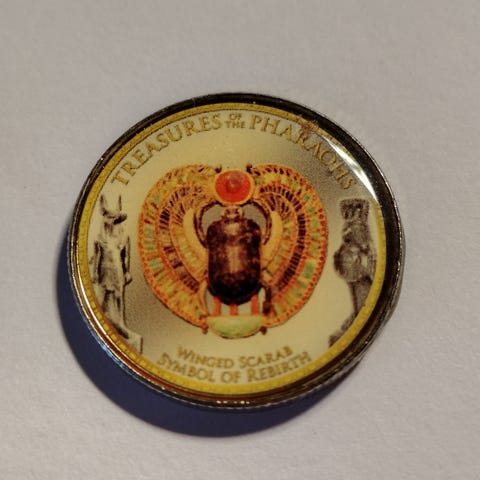 TREASURES OF THE PHARAOHS
WINGED SCARAB
SYMBOL OF REBIRTH